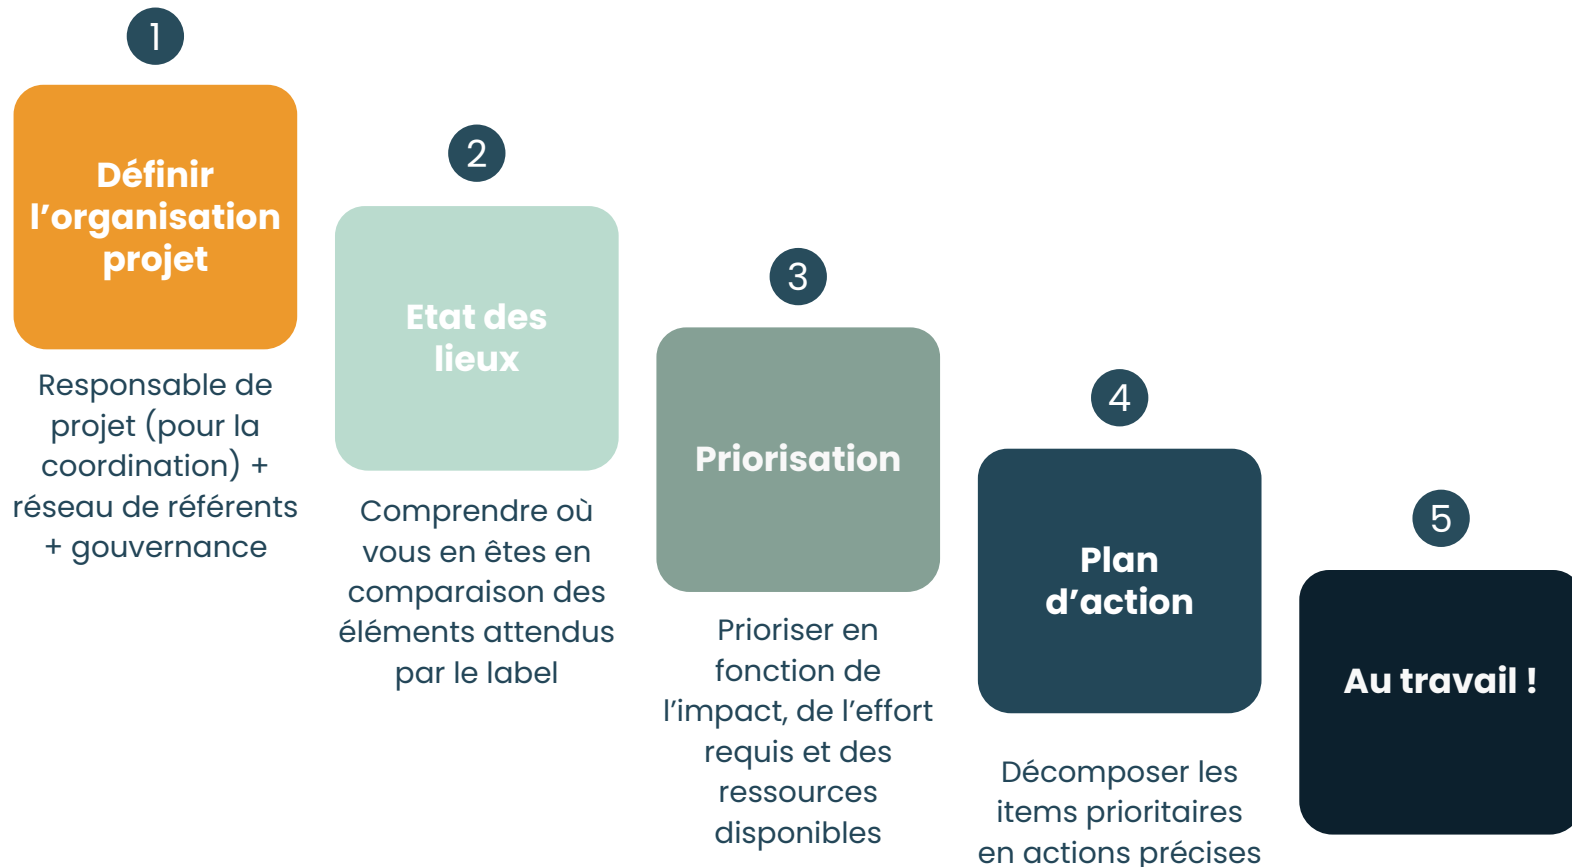 1
Définir
l’organisation
projet
Responsable de
projet (pour la
coordination) +
réseau de référents
+ gouvernance
2
Etat des
lieux
Comprendre où
vous en êtes en
comparaison des
éléments attendus
par le label
3
Priorisation
Prioriser en
fonction de
l’impact, de l’effort
requis et des
ressources
disponibles
4
Plan
d’action
Décomposer les
items prioritaires
en actions précises
5
Au travail !